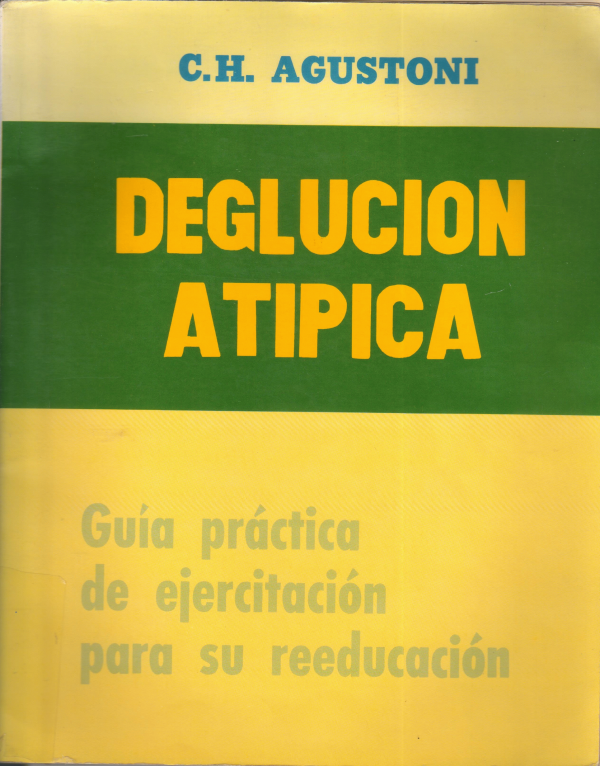 C.H. AGUSTONI
DEGLUCION
ATIPICA
Guía práctica
de ejercitación
para su reeducación